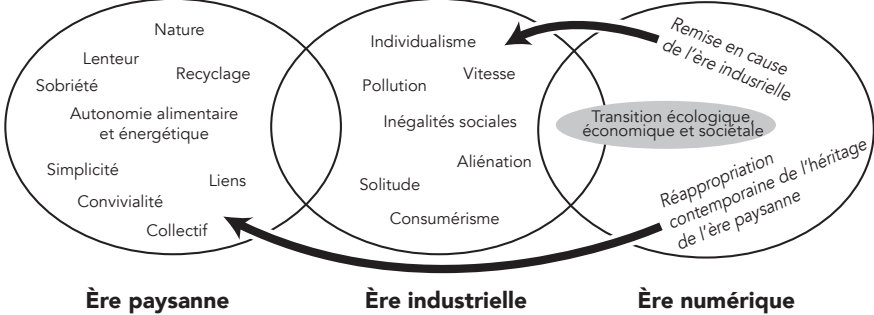 Nature
Lenteur
Sobriété
Recyclage
Autonomie alimentaire
et énergétique
Simplicité
Liens
Convivialité
Collectif
Individualisme
Pollution
Vitesse
Inégalités sociales
Aliénation
Solitude
Consumérisme
Remise en cause
de l'ère indusrielle
Transition écologique,
économique et sociétale
Réappropriation
contemporaine de l'héritage
de l'ère paysanne
Ère paysanne
Ère industrielle
Ère numérique